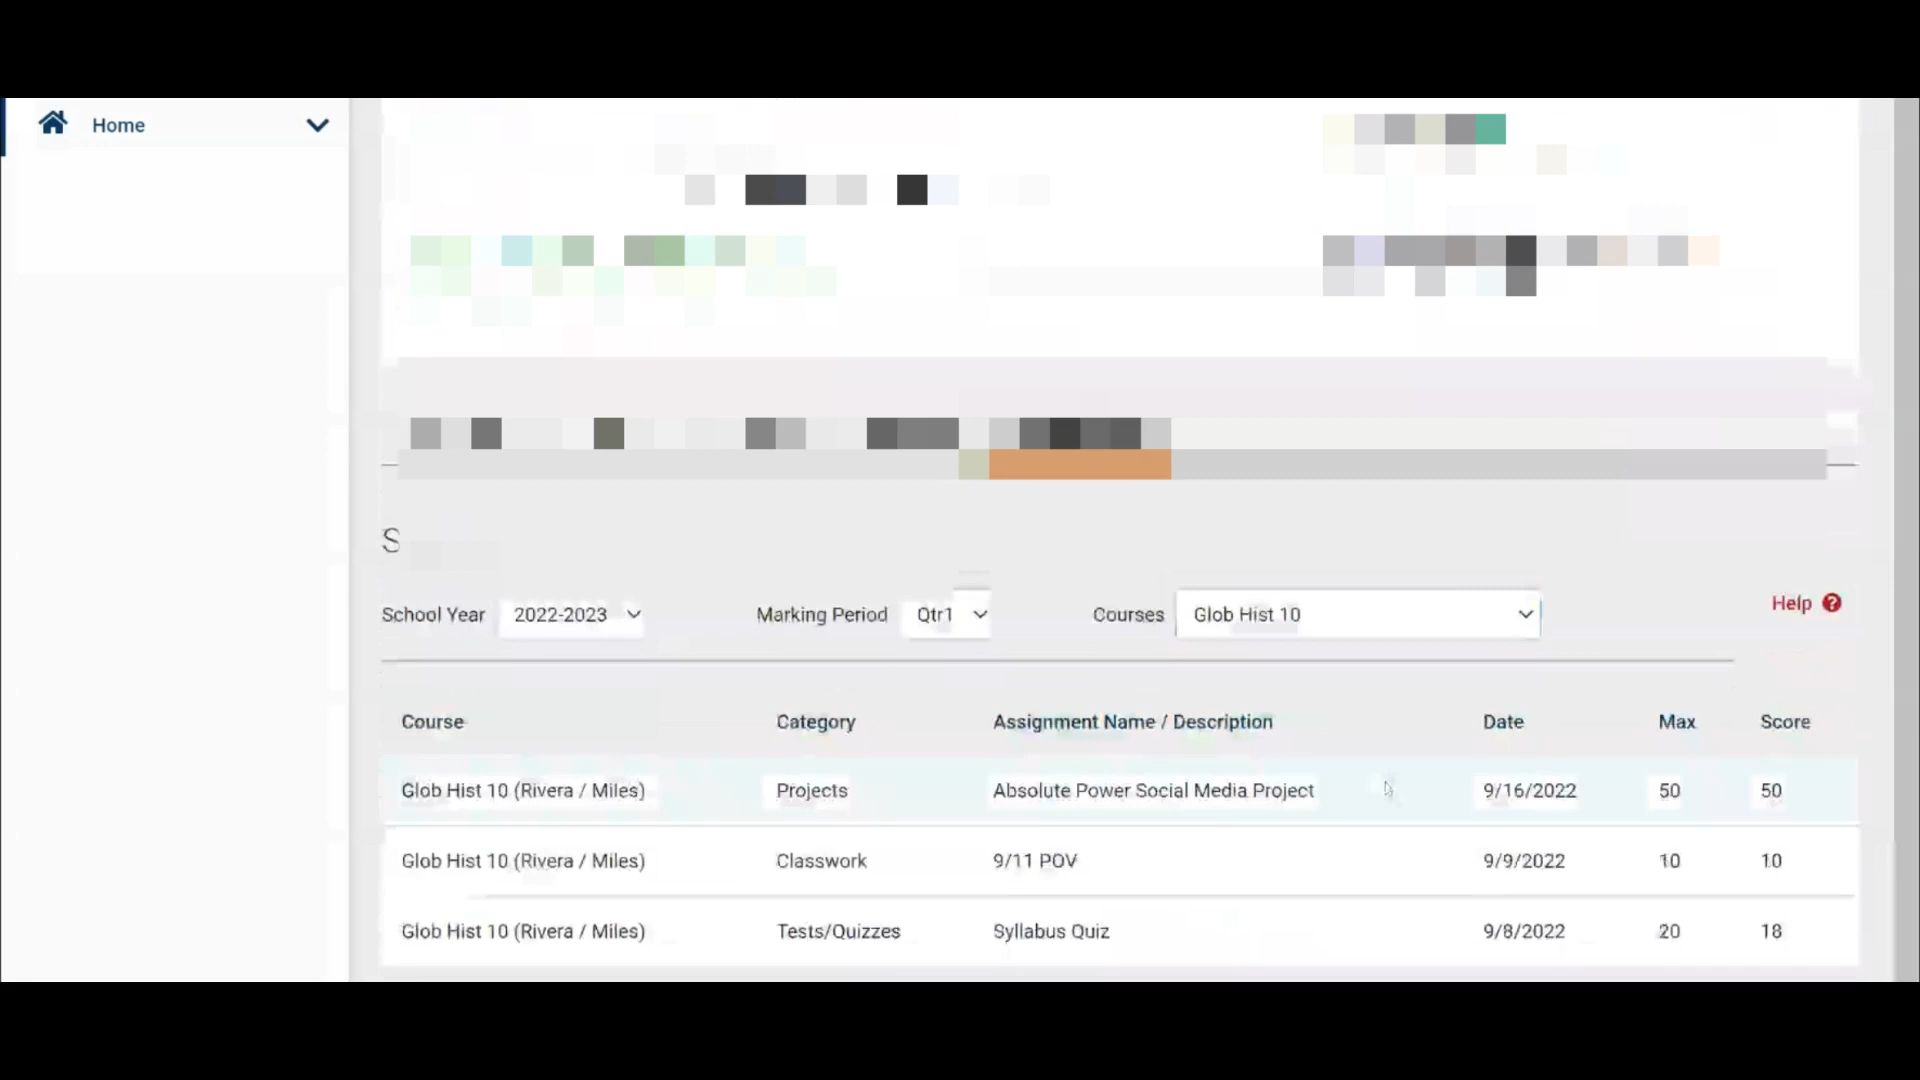 Home
S
School Year 2022-2023 Marking Period Qtr1 Courses Glob Hist 10 Help
Course Category Assignment Name / Description Date Max Score
Glob Hist 10 (Rivera / Miles) Projects Absolute Power Social Media Project 9/16/2022 50 50
Glob Hist 10 (Rivera / Miles) Classwork 9/11 POV 9/9/2022 10 10
Glob Hist 10 (Rivera / Miles) Tests/Quizzes Syllabus Quiz 9/8/2022 20 18